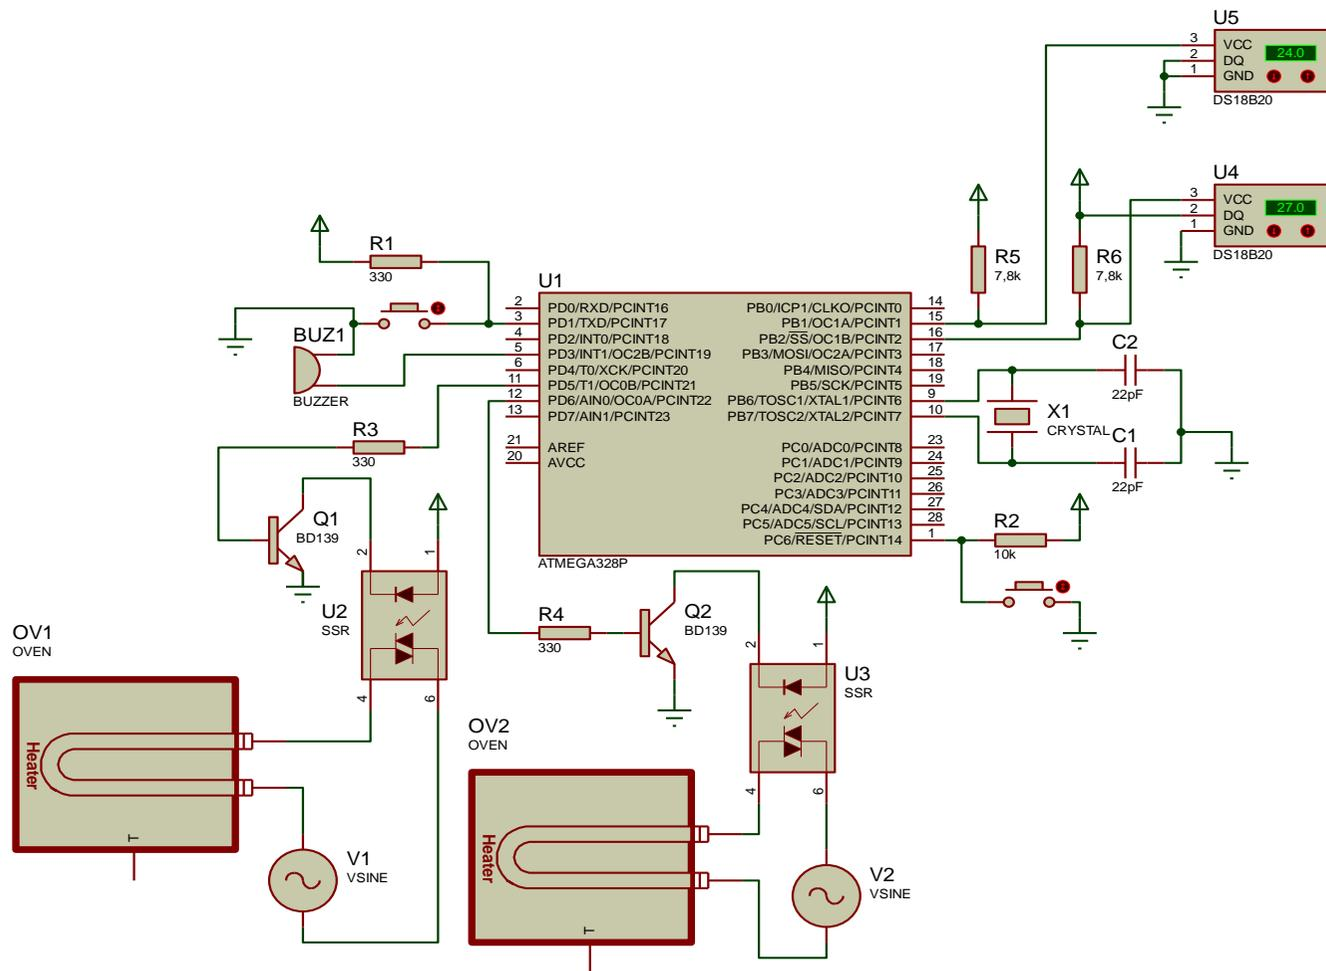 U5
3 VCC
2 DQ
1 GND
24.0
DS18B20
U4
3 VCC
2 DQ
1 GND
27.0
DS18B20
R1
330
BUZ1
BUZZER
R5
7,8k
R6
7,8k
U1
2 PD0/RXD/PCINT16
3 PD1/TXD/PCINT17
4 PD2/INT0/PCINT18
5 PD3/INT1/OC2B/PCINT19
6 PD4/T0/XCK/PCINT20
11 PD5/T1/OC0B/PCINT21
12 PD6/AIN0/OC0A/PCINT22
13 PD7/AIN1/PCINT23
21 AREF
20 AVCC
PB0/ICP1/CLKO/PCINT0 14
PB1/OC1A/PCINT1 15
PB2/SS/OC1B/PCINT2 16
PB3/MOSI/OC2A/PCINT3 17
PB4/MISO/PCINT4 18
PB5/SCK/PCINT5 19
PB6/TOSC1/XTAL1/PCINT6 9
PB7/TOSC2/XTAL2/PCINT7 10
PC0/ADC0/PCINT8 23
PC1/ADC1/PCINT9 24
PC2/ADC2/PCINT10 25
PC3/ADC3/PCINT11 26
PC4/ADC4/SDA/PCINT12 27
PC5/ADC5/SCL/PCINT13 28
PC6/RESET/PCINT14 1
ATMEGA328P
C2
22pF
X1
CRYSTAL
C1
22pF
R2
10k
R3
330
Q1
BD139
2
1
U2
SSR
4
6
R4
330
Q2
BD139
2
1
U3
SSR
4
6
OV1
OVEN
Heater
T
V1
VSINE
OV2
OVEN
Heater
T
V2
VSINE